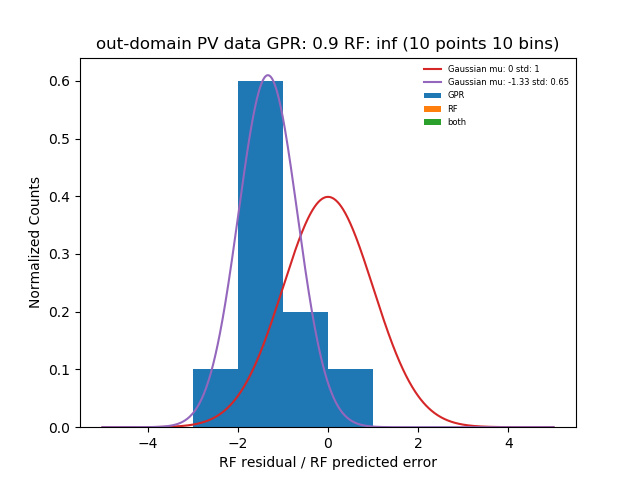 out-domain PV data GPR: 0.9 RF: inf (10 points 10 bins)
Gaussian mu: 0 std: 1
Gaussian mu: -1.33 std: 0.65
GPR
RF
both
Normalized Counts
0.6
0.5
0.4
0.3
0.2
0.1
0.0
−4
−2
0
2
4
RF residual / RF predicted error